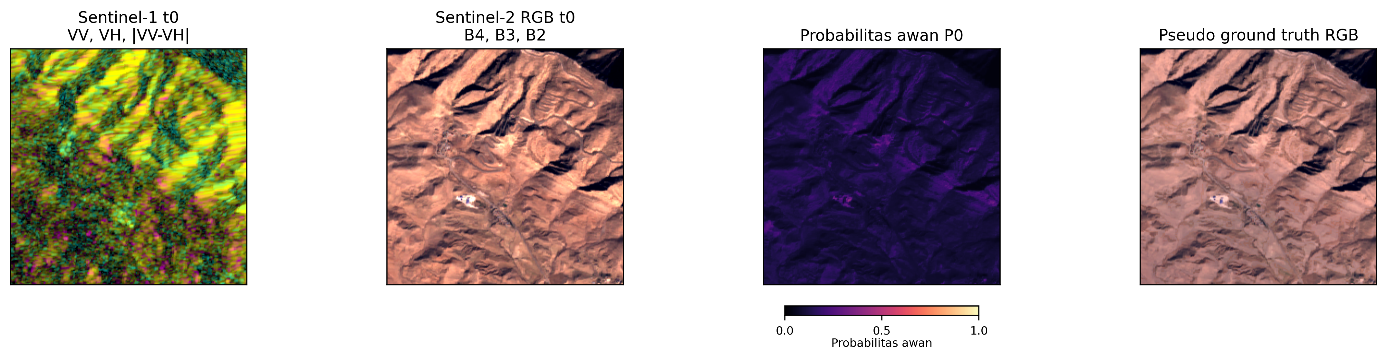 Sentinel-1 t0
VV, VH, |VV-VH|
Sentinel-2 RGB t0
B4, B3, B2
Probabilitas awan P0
Pseudo ground truth RGB
0.0
0.5
1.0
Probabilitas awan